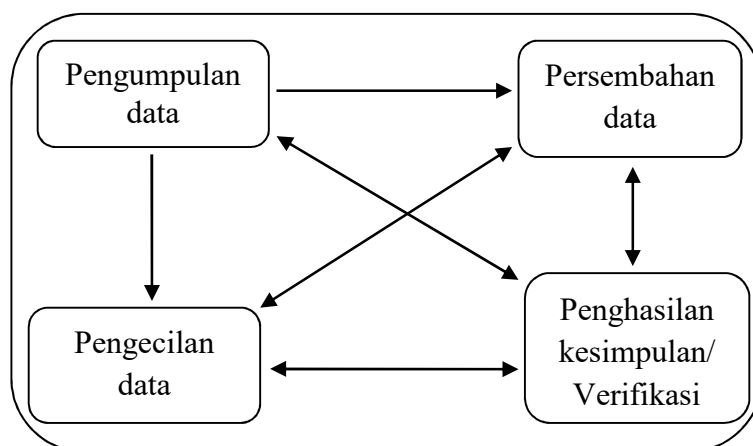 Pengumpulan
data
Persembahan
data
Pengecilan
data
Penghasilan
kesimpulan/
Verifikasi